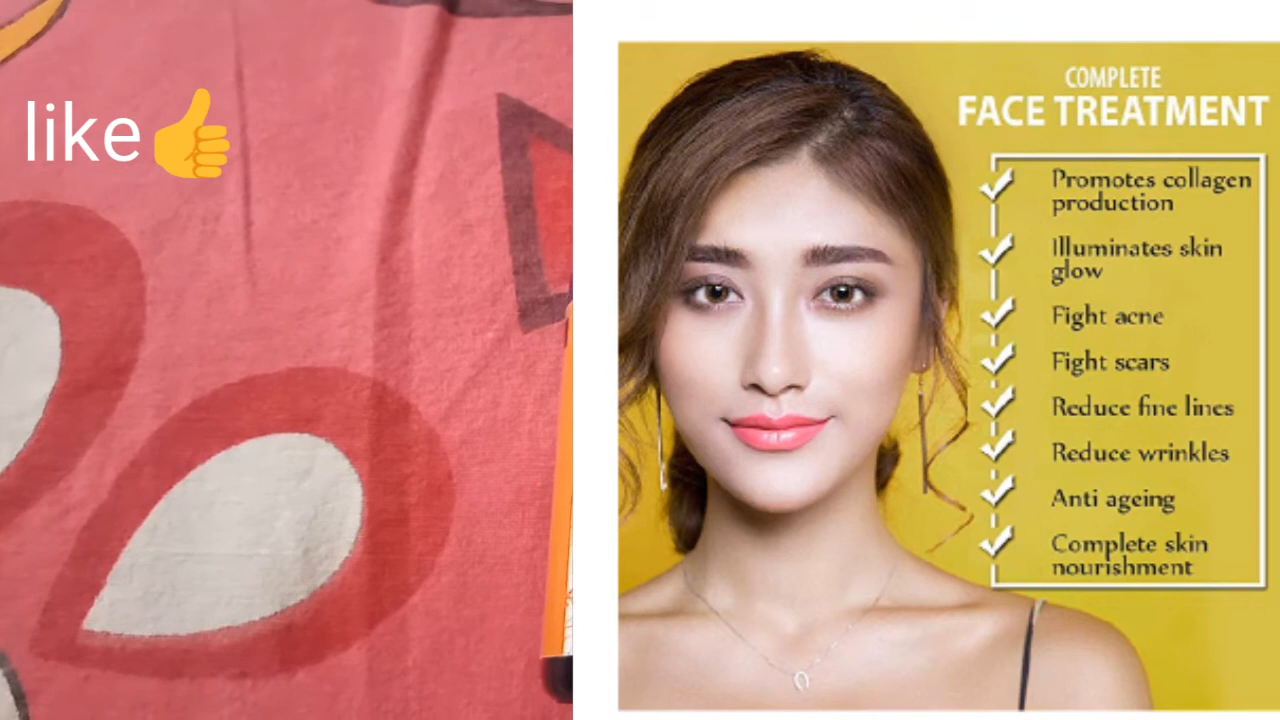 like👍
COMPLETE
FACE TREATMENT
Promotes collagen
production
Illuminates skin
glow
Fight acne
Fight scars
Reduce fine lines
Reduce wrinkles
Anti ageing
Complete skin
nourishment